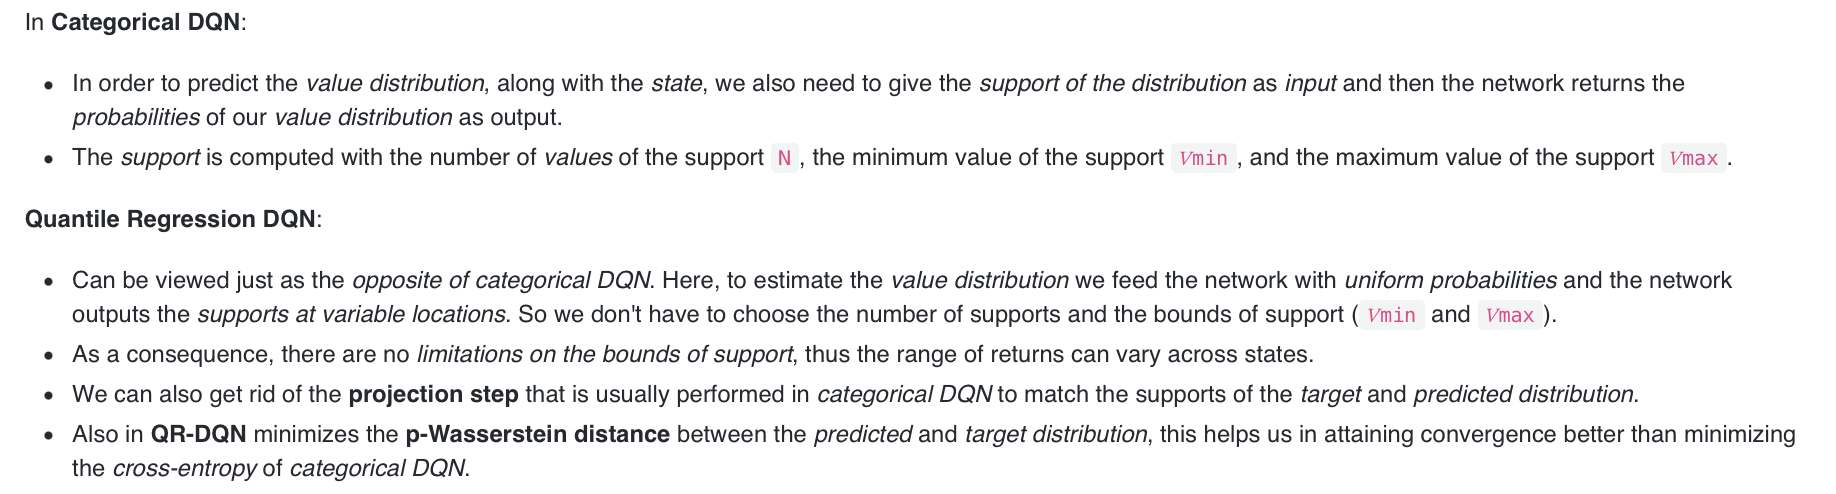 In Categorical DQN:
• In order to predict the value distribution, along with the state, we also need to give the support of the distribution as input and then the network returns the
probabilities of our value distribution as output.
• The support is computed with the number of values of the support N , the minimum value of the support Vmin , and the maximum value of the support Vmax .
Quantile Regression DQN:
• Can be viewed just as the opposite of categorical DQN. Here, to estimate the value distribution we feed the network with uniform probabilities and the network
outputs the supports at variable locations. So we don't have to choose the number of supports and the bounds of support ( Vmin and Vmax ).
• As a consequence, there are no limitations on the bounds of support, thus the range of returns can vary across states.
• We can also get rid of the projection step that is usually performed in categorical DQN to match the supports of the target and predicted distribution.
• Also in QR-DQN minimizes the p-Wasserstein distance between the predicted and target distribution, this helps us in attaining convergence better than minimizing
the cross-entropy of categorical DQN.